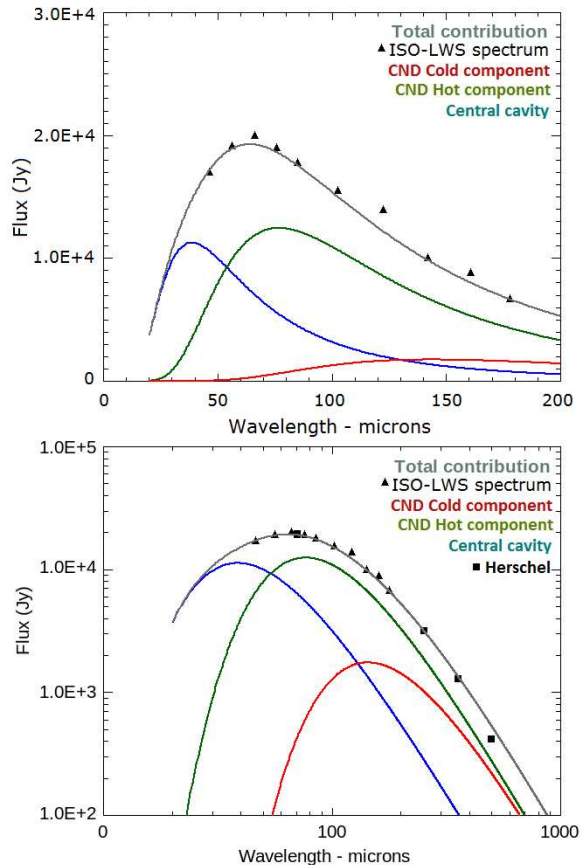 3.0E+4
2.0E+4
1.0E+4
0
Flux (Jy)
Total contribution
▲ISO-LWS spectrum
CND Cold component
CND Hot component
Central cavity
0
50
100
150
200
Wavelength - microns
1.0E+5
1.0E+4
1.0E+3
1.0E+2
Flux (Jy)
Total contribution
▲ISO-LWS spectrum
CND Cold component
CND Hot component
Central cavity
■ Herschel
0
100
1000
Wavelength - microns